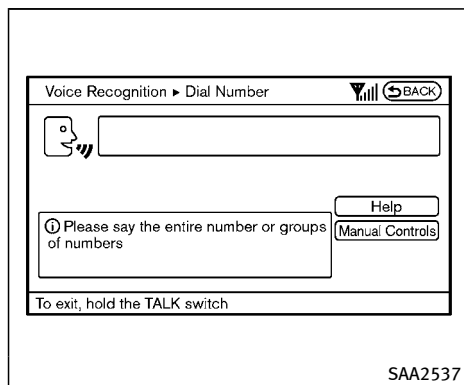 Voice Recognition ▸ Dial Number
BACK
Help
Manual Controls
ⓘ Please say the entire number or groups
of numbers
To exit, hold the TALK switch
SAA2537